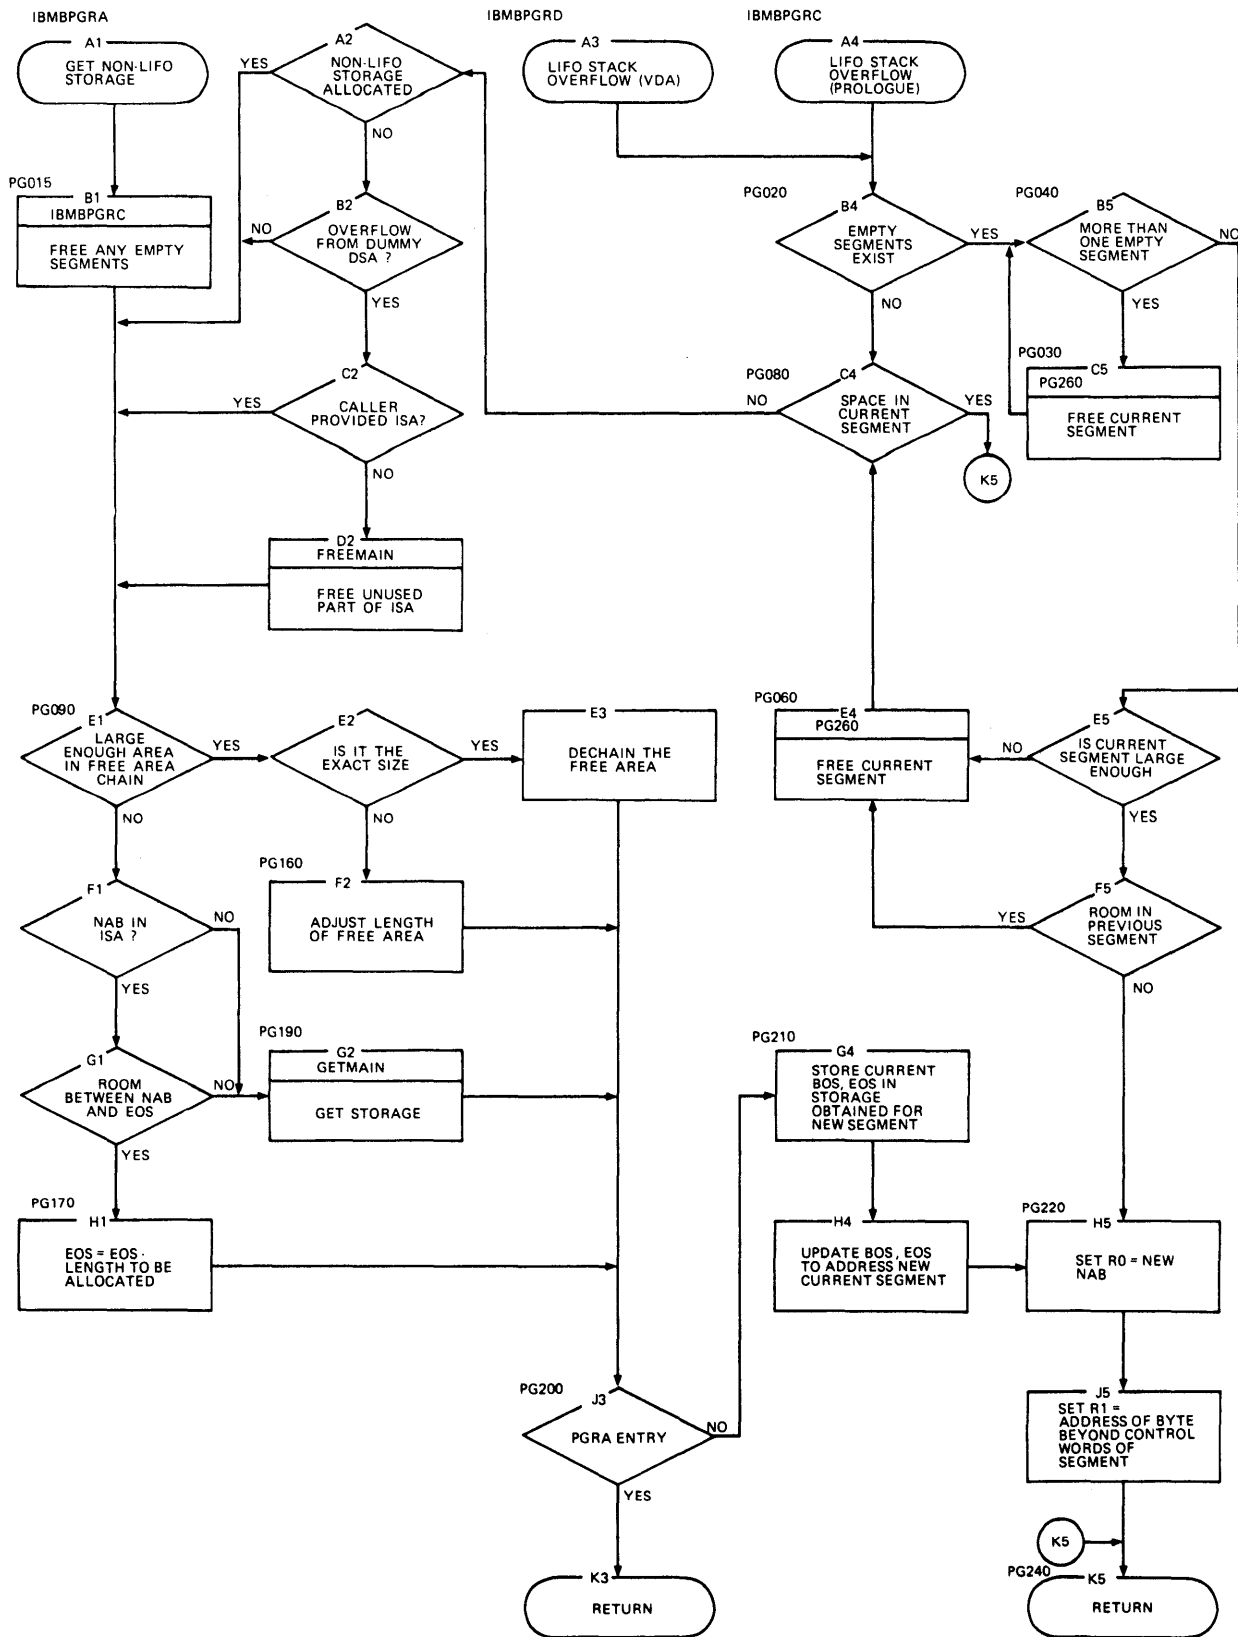 IBMBPGRA
IBMBPGRD
IBMBPGRC
A1
GET NON-LIFO
STORAGE
A2
NON-LIFO
STORAGE
ALLOCATED
YES
NO
A3
LIFO STACK
OVERFLOW (VDA)
A4
LIFO STACK
OVERFLOW
(PROLOGUE)
PG015
B1
IBMBPGRC
FREE ANY EMPTY
SEGMENTS
B2
OVERFLOW
FROM DUMMY
DSA ?
NO
YES
PG020
B4
EMPTY
SEGMENTS
EXIST
YES
NO
PG040
B5
MORE THAN
ONE EMPTY
SEGMENT
NO
YES
C2
CALLER
PROVIDED ISA?
YES
NO
PG080
C4
SPACE IN
CURRENT
SEGMENT
NO
YES
K5
PG030
C5
PG260
FREE CURRENT
SEGMENT
D2
FREEMAIN
FREE UNUSED
PART OF ISA
PG090
E1
LARGE
ENOUGH AREA
IN FREE AREA
CHAIN
YES
NO
E2
IS IT THE
EXACT SIZE
YES
NO
E3
DECHAIN THE
FREE AREA
PG060
E4
PG260
FREE CURRENT
SEGMENT
E5
IS CURRENT
SEGMENT LARGE
ENOUGH
NO
YES
F1
NAB IN
ISA ?
NO
YES
PG160
F2
ADJUST LENGTH
OF FREE AREA
F5
ROOM IN
PREVIOUS
SEGMENT
YES
NO
G1
ROOM
BETWEEN NAB
AND EOS
NO
YES
PG190
G2
GETMAIN
GET STORAGE
PG210
G4
STORE CURRENT
BOS, EOS IN
STORAGE
OBTAINED FOR
NEW SEGMENT
PG170
H1
EOS = EOS -
LENGTH TO BE
ALLOCATED
H4
UPDATE BOS, EOS
TO ADDRESS NEW
CURRENT SEGMENT
PG220
H5
SET R0 = NEW
NAB
PG200
J3
PGRA ENTRY
NO
YES
J5
SET R1 =
ADDRESS OF BYTE
BEYOND CONTROL
WORDS OF
SEGMENT
K5
K3
RETURN
PG240
K5
RETURN